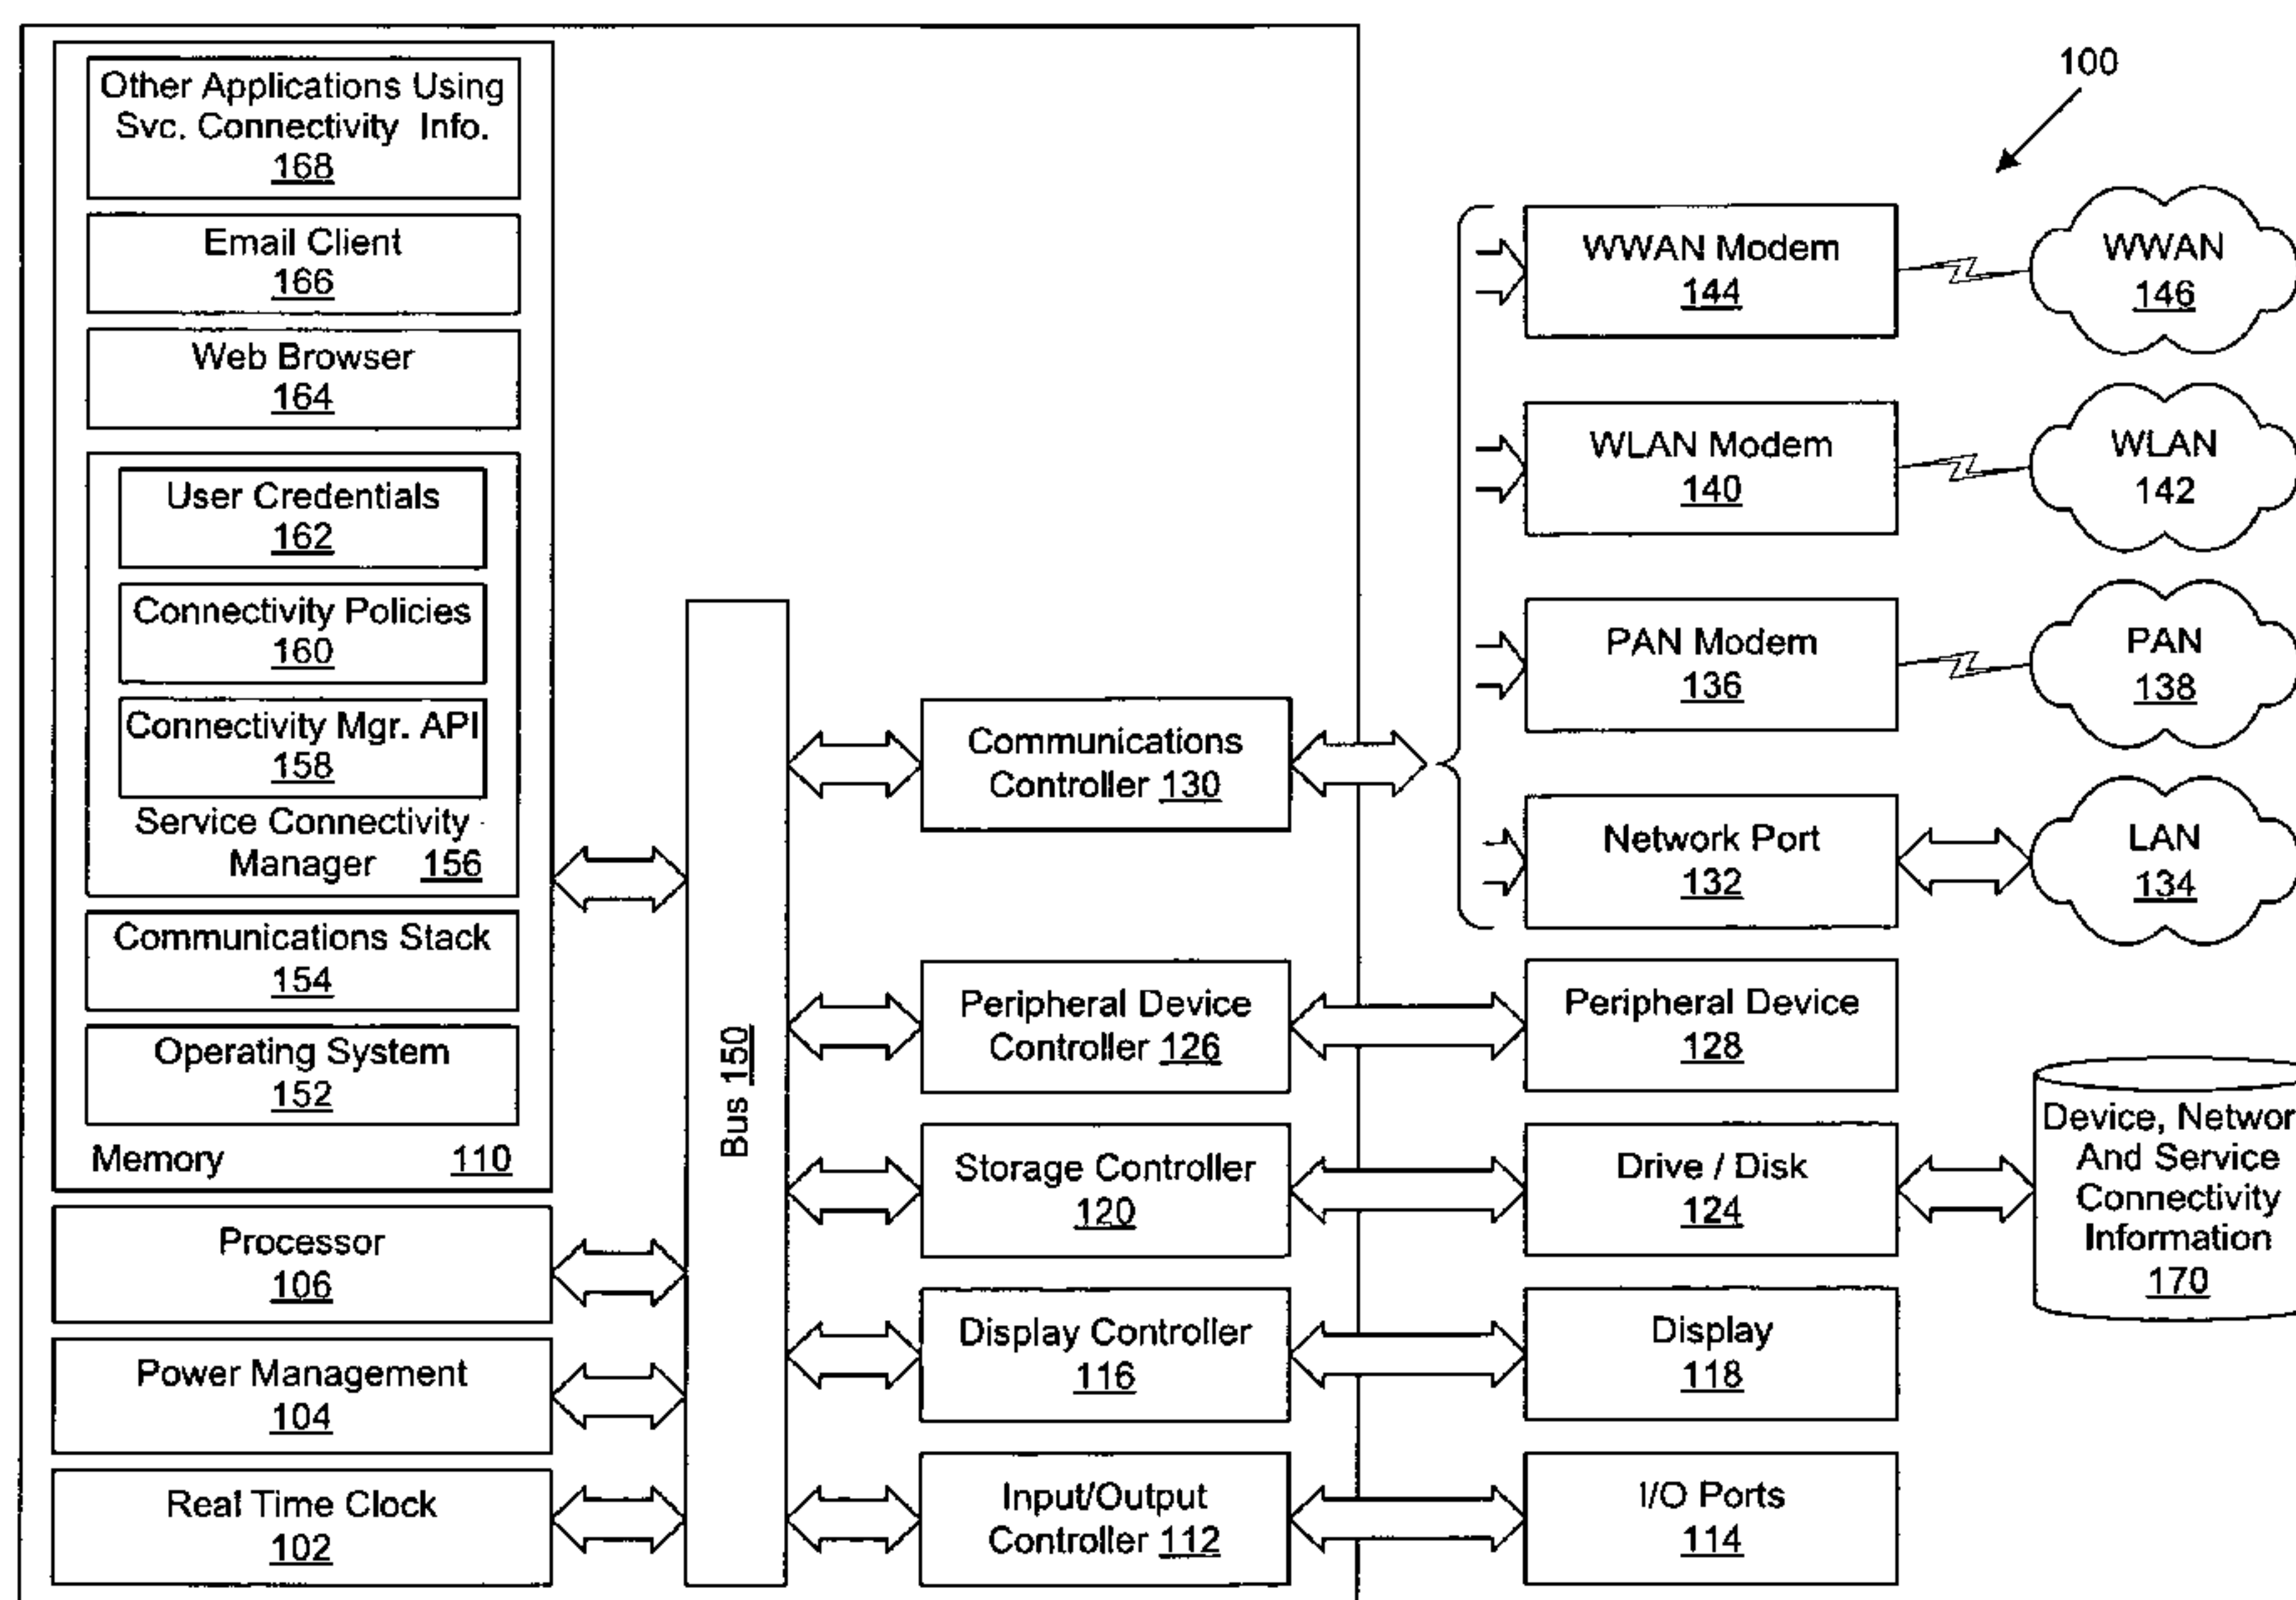 100
Other Applications Using
Svc. Connectivity Info.
168
Email Client
166
Web Browser
164
User Credentials
162
Connectivity Policies
160
Connectivity Mgr. API
158
Service Connectivity
Manager 156
Communications Stack
154
Operating System
152
Memory 110
Processor
106
Power Management
104
Real Time Clock
102
Bus 150
Communications
Controller 130
Peripheral Device
Controller 126
Storage Controller
120
Display Controller
116
Input/Output
Controller 112
WWAN Modem
144
WLAN Modem
140
PAN Modem
136
Network Port
132
Peripheral Device
128
Drive / Disk
124
Display
118
I/O Ports
114
WWAN
146
WLAN
142
PAN
138
LAN
134
Device, Networ
And Service
Connectivity
Information
170